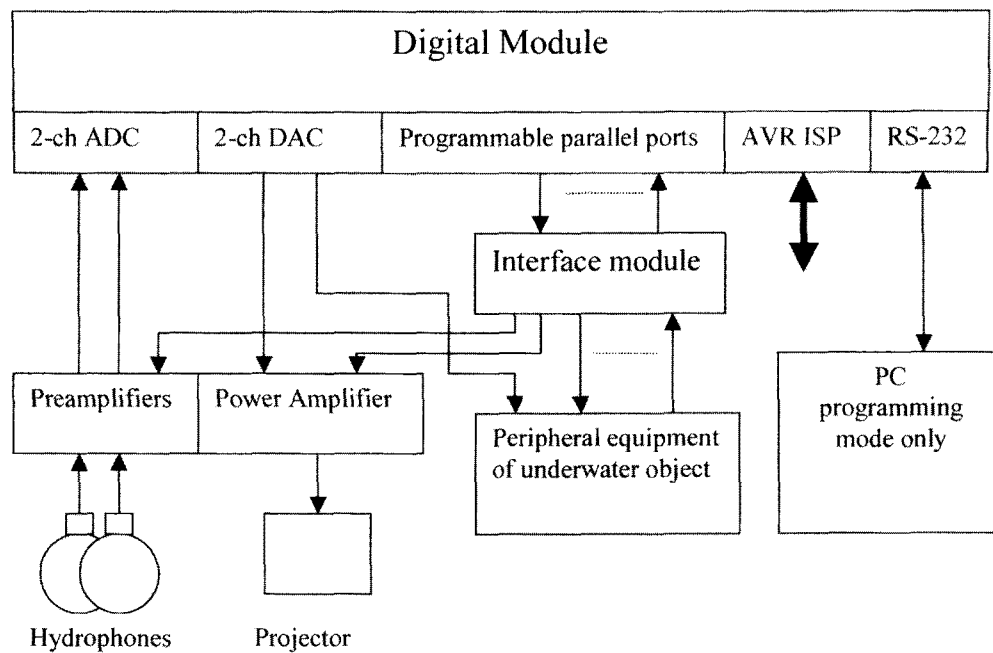 Digital Module
2-ch ADC
2-ch DAC
Programmable parallel ports
AVR ISP
RS-232
Interface module
Preamplifiers
Power Amplifier
Peripheral equipment
of underwater object
PC
programming
mode only
Hydrophones
Projector